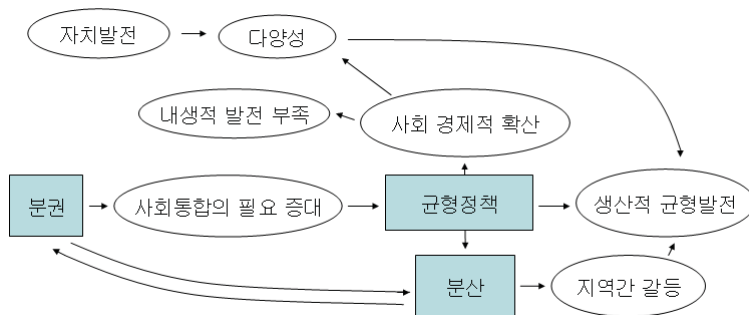 자치발전
다양성
내생적 발전 부족
사회 경제적 확산
분권
사회통합의 필요 증대
균형정책
생산적 균형발전
분산
지역간 갈등